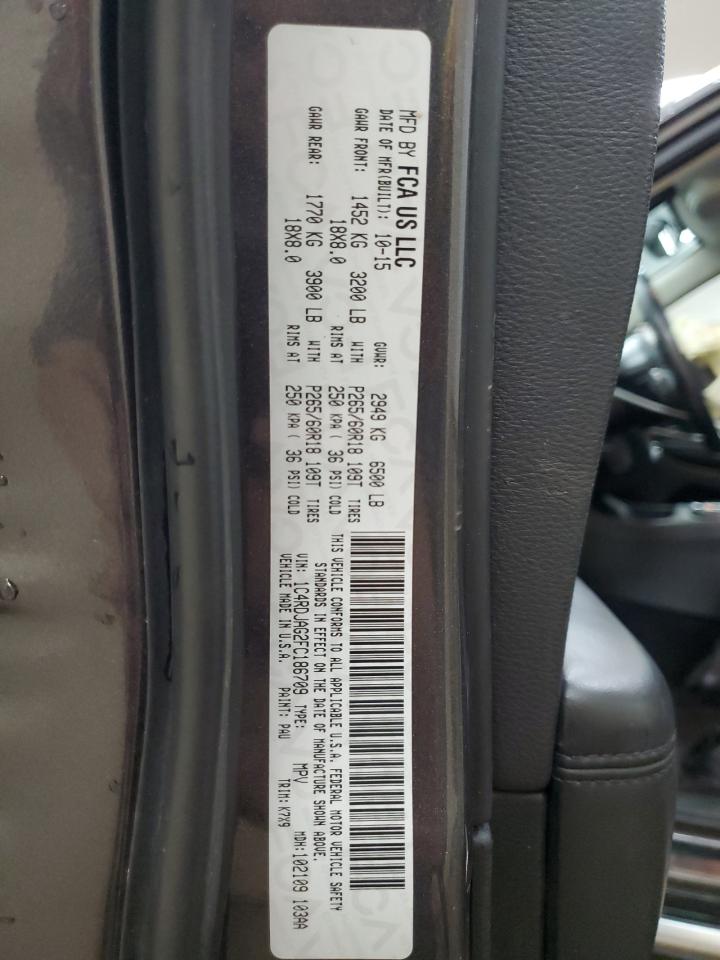 MFD BY FCA US LLC
DATE OF MFR(BUILT): 10-15 GVWR: 2949 KG 6500 LB
GAWR FRONT: 1452 KG 3200 LB WITH P265/60R18 109T TIRES
18X8.0 RIMS AT 250 KPA ( 36 PSI) COLD
GAWR REAR: 1770 KG 3900 LB WITH P265/60R18 109T TIRES
18X8.0 RIMS AT 250 KPA ( 36 PSI) COLD
THIS VEHICLE CONFORMS TO ALL APPLICABLE U.S.A. FEDERAL MOTOR VEHICLE SAFETY
STANDARDS IN EFFECT ON THE DATE OF MANUFACTURE SHOWN ABOVE.
VIN: 1C4RDJAG2FC186709 TYPE: MPV MDH:102109 103AA
VEHICLE MADE IN U.S.A. PAINT: PAU TRIM: K7X9